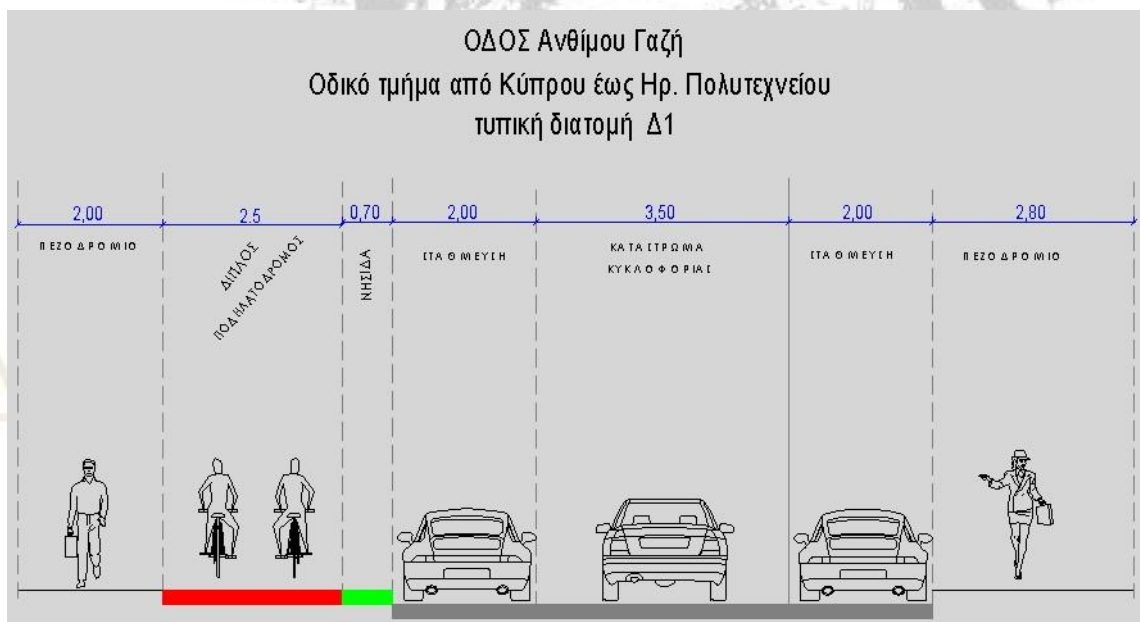 ΟΔΟΣ Ανθίμου Γαζή
Οδικό τμήμα από Κύπρου έως Ηρ. Πολυτεχνείου
τυπική διατομή Δ1
2,00 2.5 0,70 2,00 3,50 2,00 2,80
ΠΕΖΟΔΡΟΜΙΟ
ΔΙΠΛΟΣ
ΠΟΔΗΛΑΤΟΔΡΟΜΟΣ
ΝΗΣΙΔΑ
ΣΤΑΘΜΕΥΣΗ
ΚΑΤΑΣΤΡΩΜΑ
ΚΥΚΛΟΦΟΡΙΑΣ
ΣΤΑΘΜΕΥΣΗ
ΠΕΖΟΔΡΟΜΙΟ